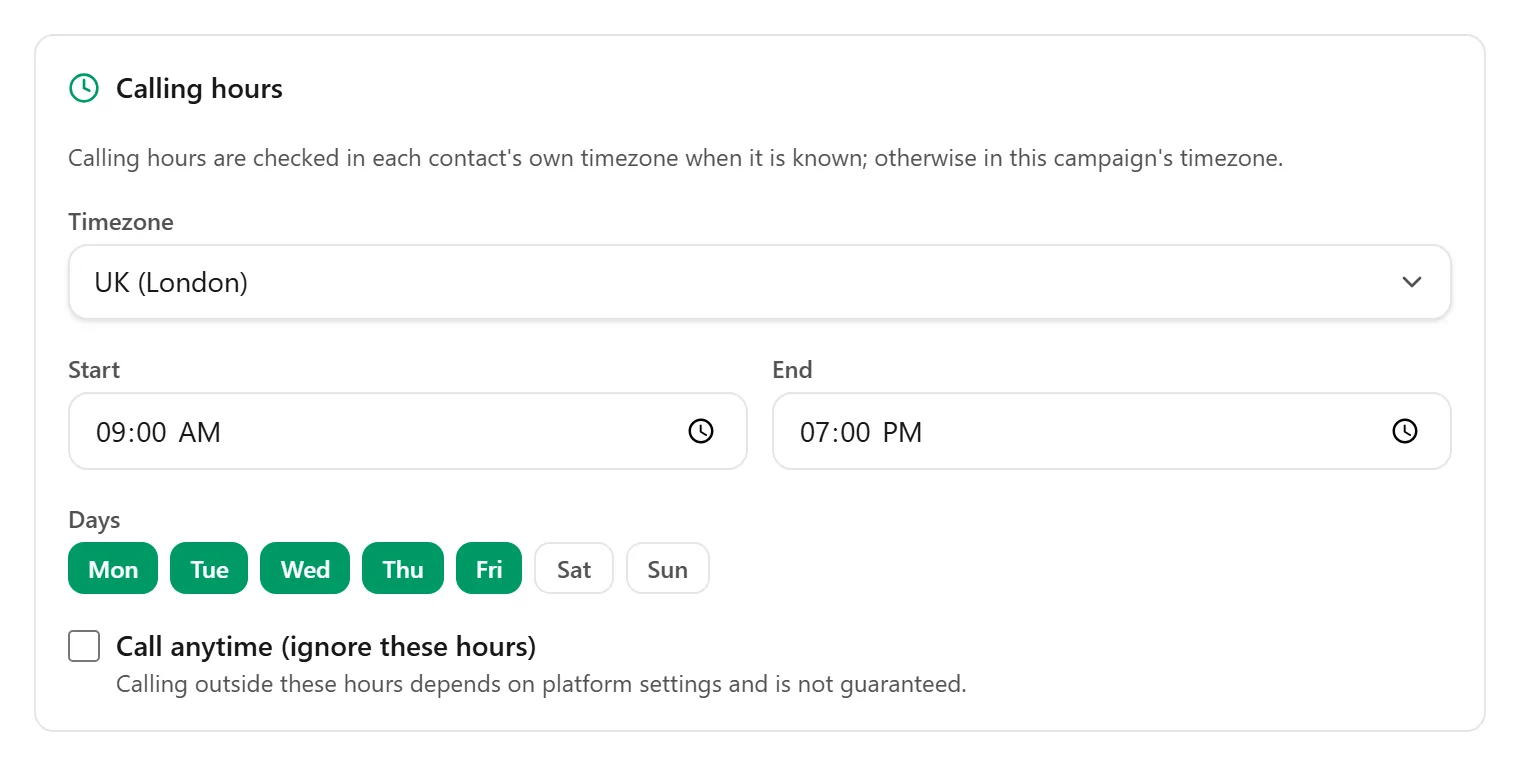 Calling hours
Calling hours are checked in each contact's own timezone when it is known; otherwise in this campaign's timezone.
Timezone
UK (London)
Start
End
09:00 AM
07:00 PM
Days
Mon
Tue
Wed
Thu
Fri
Sat
Sun
Call anytime (ignore these hours)
Calling outside these hours depends on platform settings and is not guaranteed.